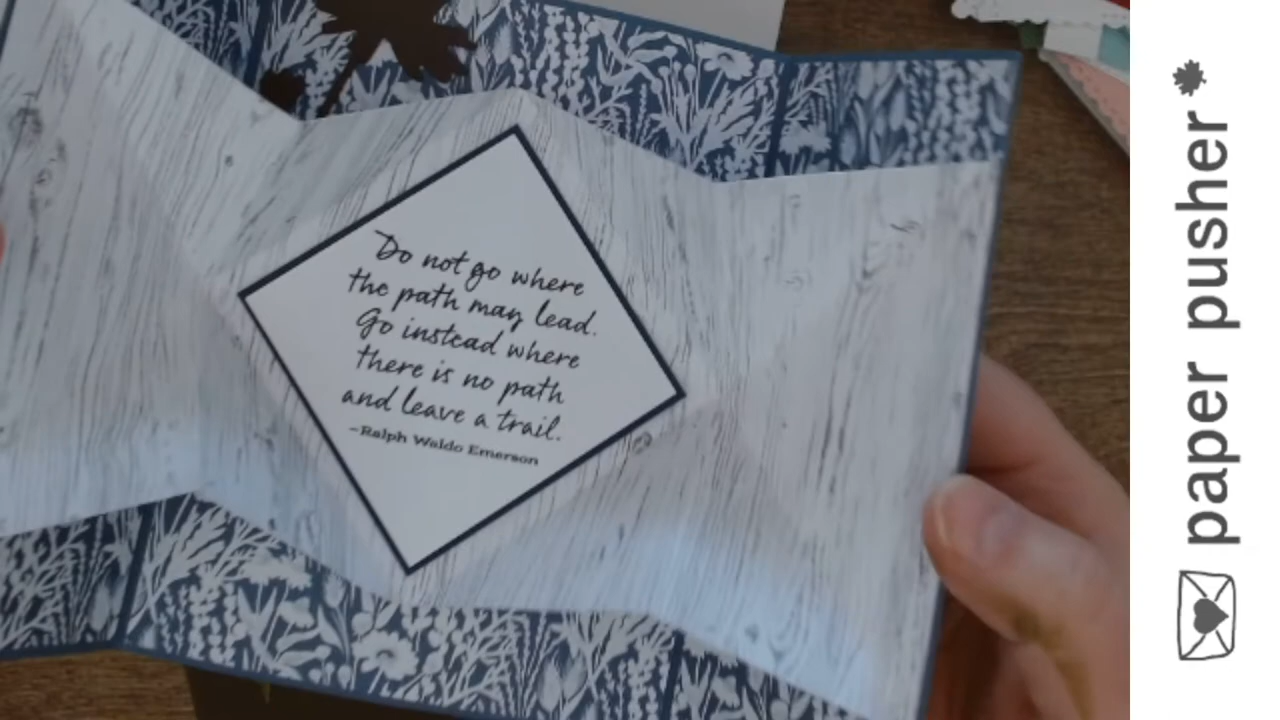 Do not go where
the path may lead.
Go instead where
there is no path
and leave a trail.
-Ralph Waldo Emerson
paper pusher